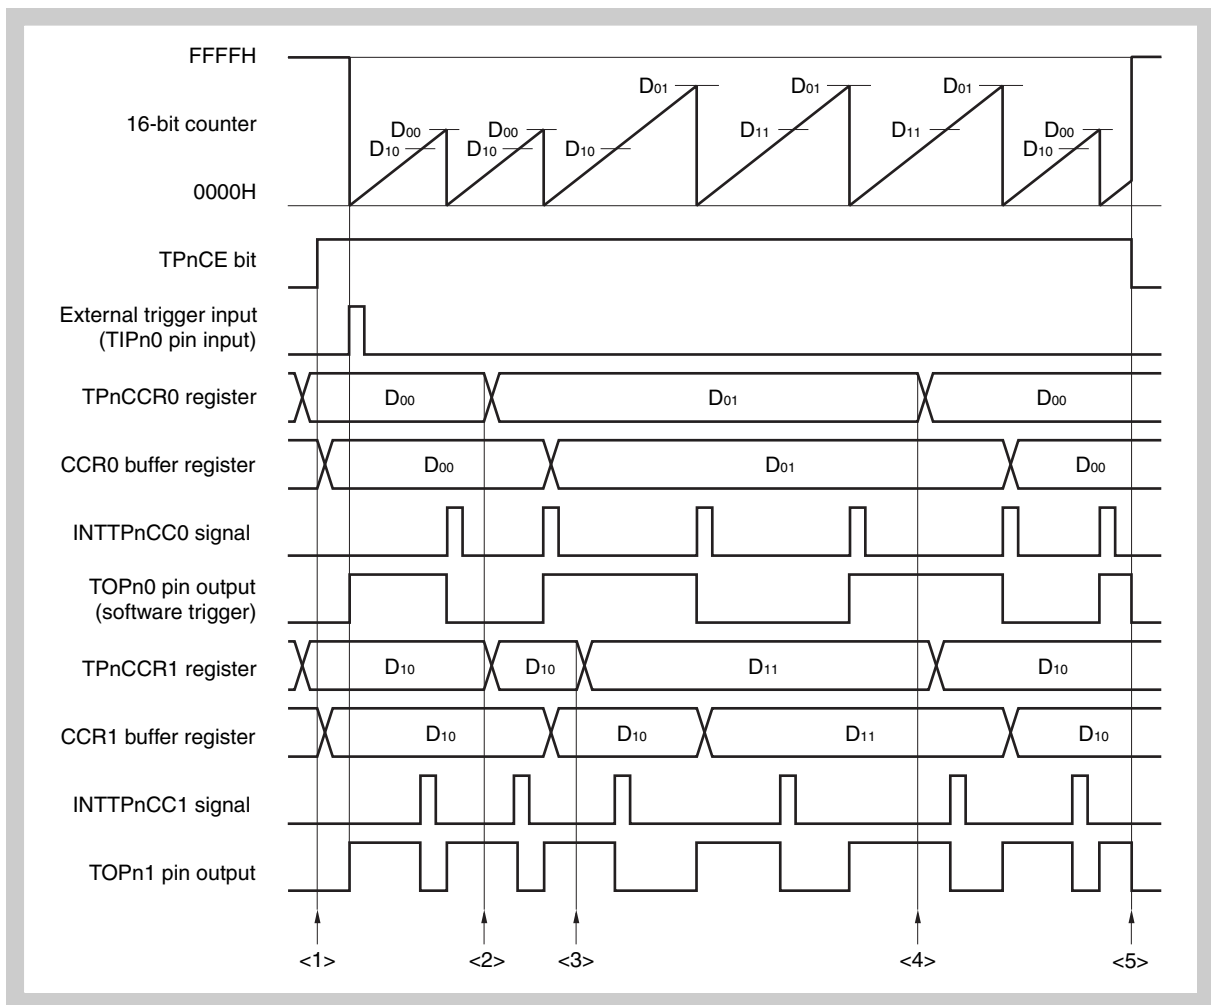 FFFFH
D01 D01 D01
16-bit counter
D00 D00 D11 D11 D00
D10 D10 D10 D10
0000H
TPnCE bit
External trigger input
(TIPn0 pin input)
TPnCCR0 register D00 D01 D00
CCR0 buffer register D00 D01 D00
INTTPnCC0 signal
TOPn0 pin output
(software trigger)
TPnCCR1 register D10 D10 D11 D10
CCR1 buffer register D10 D10 D11 D10
INTTPnCC1 signal
TOPn1 pin output
<1> <2> <3> <4> <5>